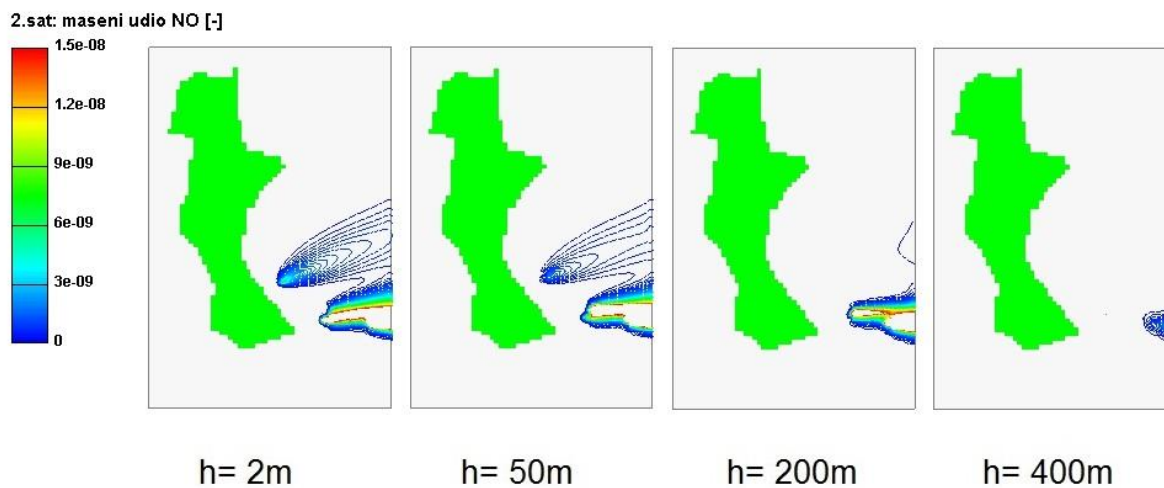 2.sat: maseni udio NO [-]
1.5e-08
1.2e-08
9e-09
6e-09
3e-09
0
h= 2m
h= 50m
h= 200m
h= 400m